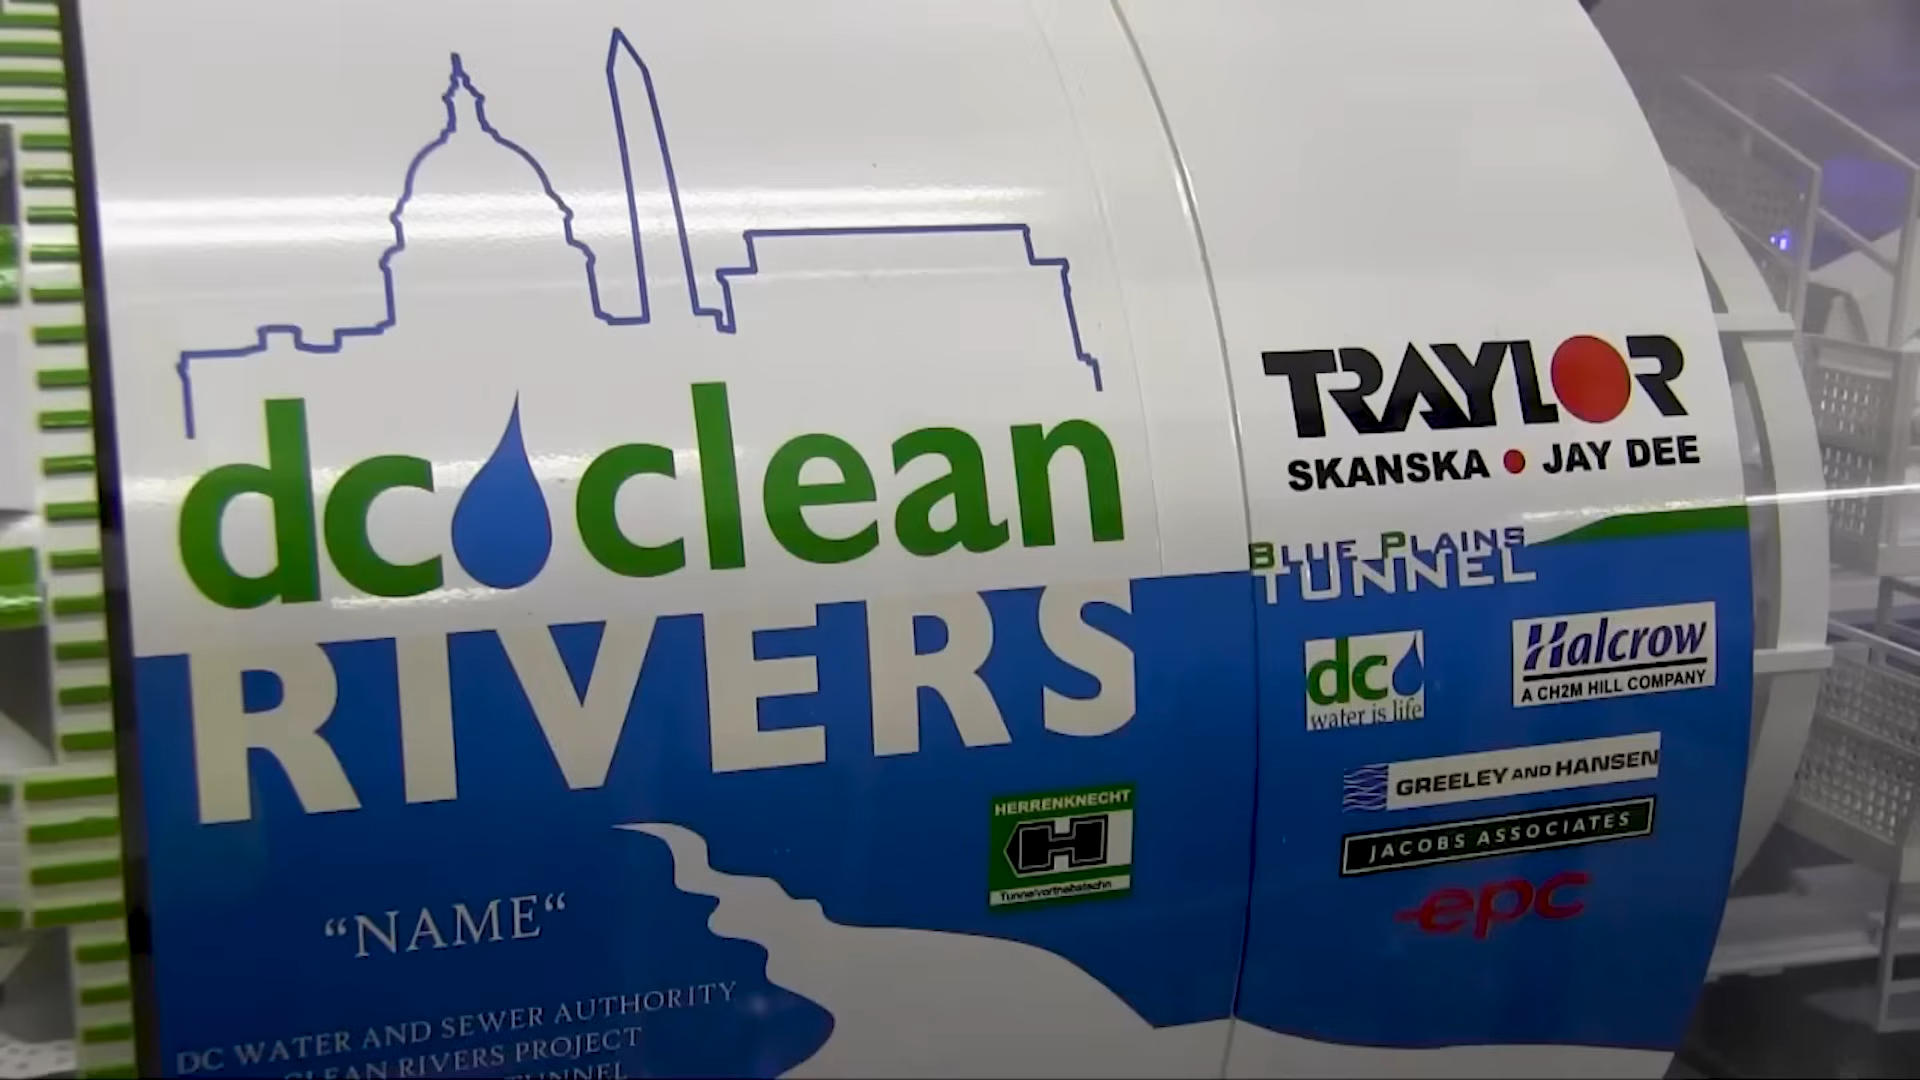 dc clean
RIVERS
"NAME"
DC WATER AND SEWER AUTHORITY
CLEAN RIVERS PROJECT
TUNNEL
HERRENKNECHT
H
TRAYLOR
SKANSKA • JAY DEE
BLUE PLAINS
TUNNEL
dc
water is life
Halcrow
A CH2M HILL COMPANY
GREELEY AND HANSEN
JACOBS ASSOCIATES
epc